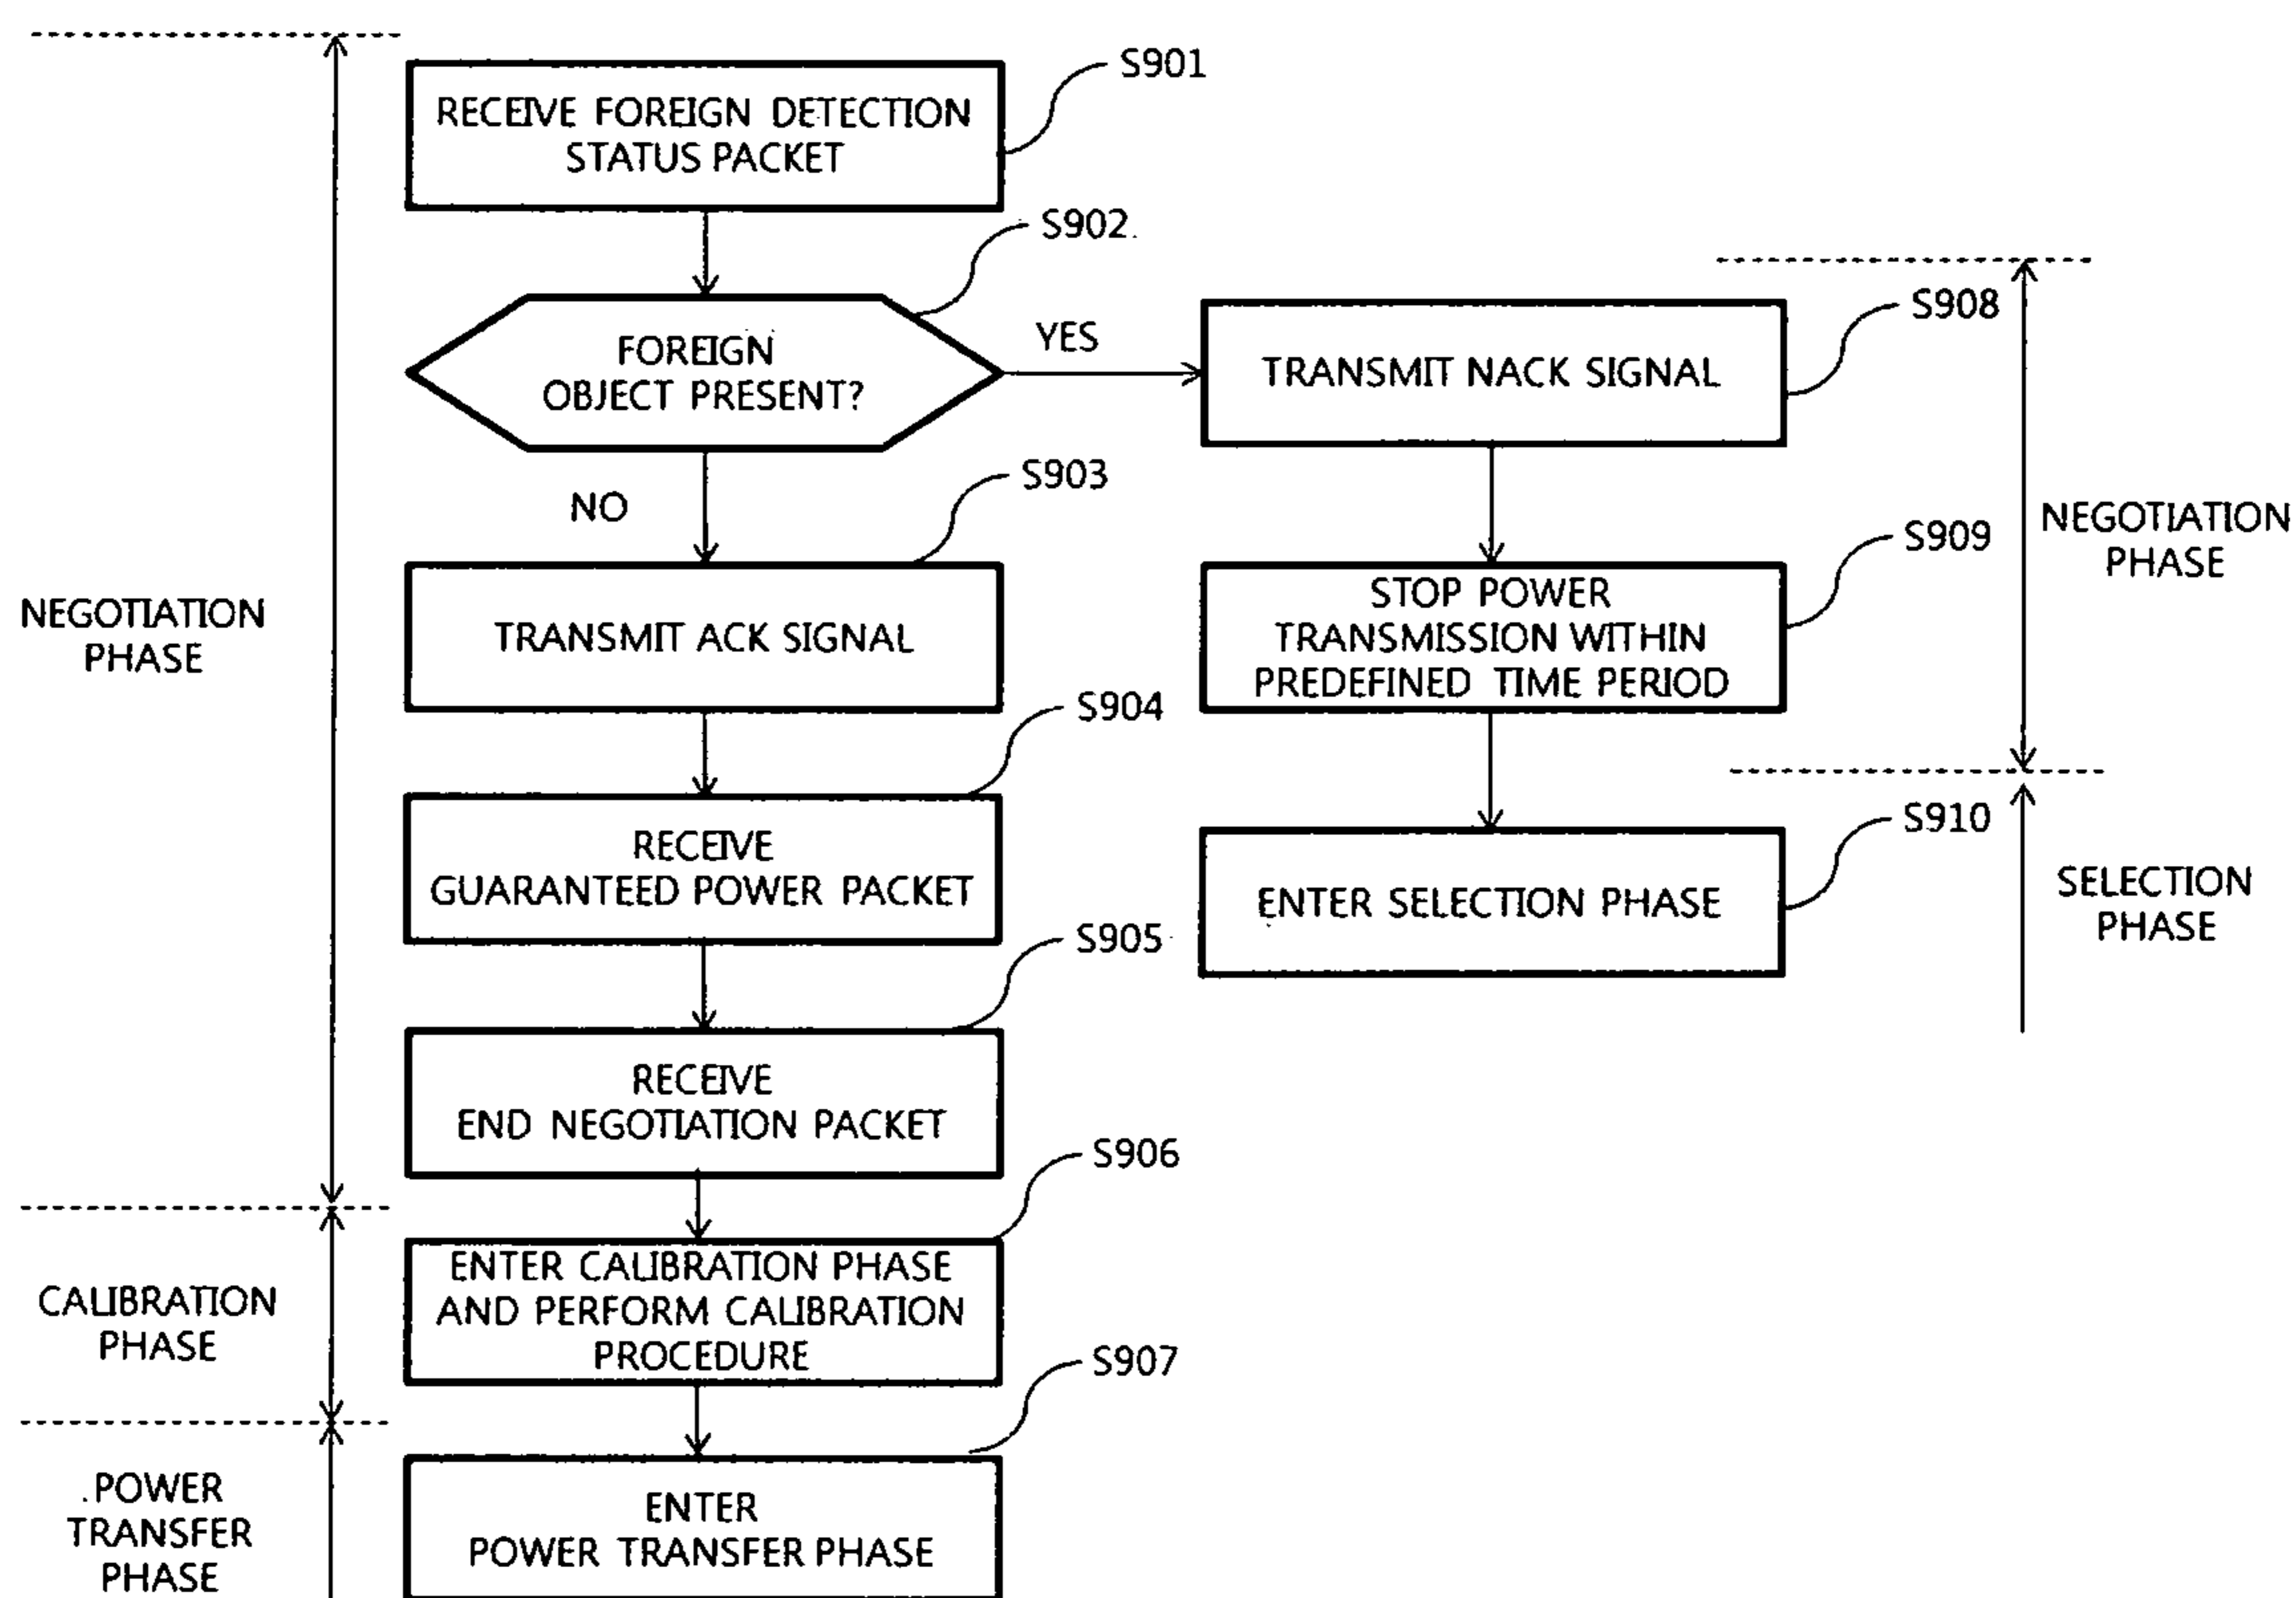 S901
RECEIVE FOREIGN DETECTION
STATUS PACKET
S902
FOREIGN
OBJECT PRESENT?
YES
NO
S903
TRANSMIT ACK SIGNAL
S904
RECEIVE
GUARANTEED POWER PACKET
S905
RECEIVE
END NEGOTIATION PACKET
S906
ENTER CALIBRATION PHASE
AND PERFORM CALIBRATION
PROCEDURE
S907
ENTER
POWER TRANSFER PHASE
S908
TRANSMIT NACK SIGNAL
S909
STOP POWER
TRANSMISSION WITHIN
PREDEFINED TIME PERIOD
S910
ENTER SELECTION PHASE
NEGOTIATION
PHASE
CALIBRATION
PHASE
POWER
TRANSFER
PHASE
NEGOTIATION
PHASE
SELECTION
PHASE